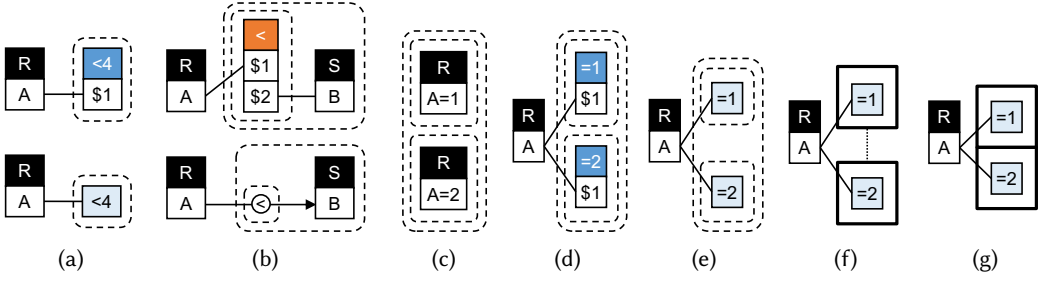 R
A
<4
$1
R
A
<4
(a)
R
A
<
$1
$2
S
B
R
A
<
S
B
(b)
R
A=1
R
A=2
(c)
R
A
=1
$1
=2
$1
(d)
R
A
=1
=2
(e)
R
A
=1
=2
(f)
R
A
=1
=2
(g)